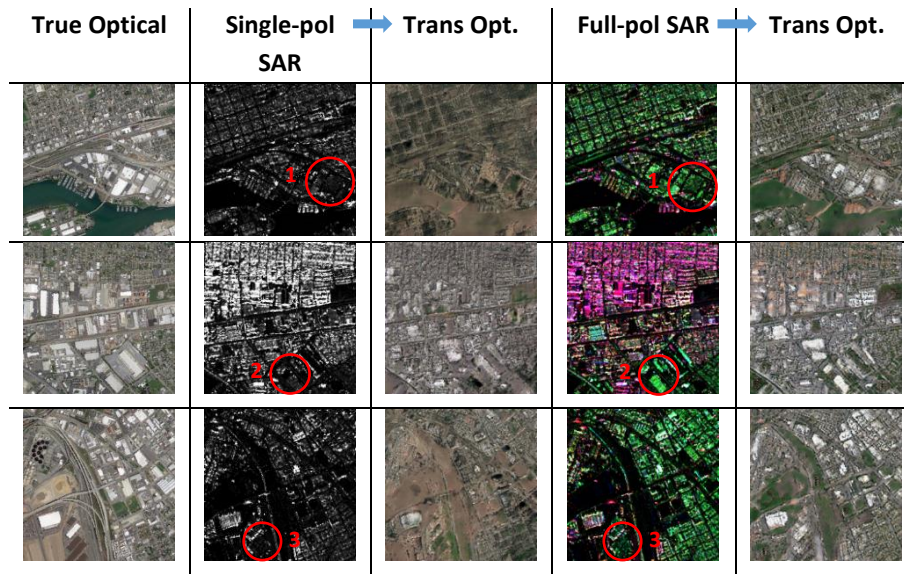 True Optical
Single-pol
SAR
Trans Opt.
Full-pol SAR
Trans Opt.
1
1
2
2
3
3